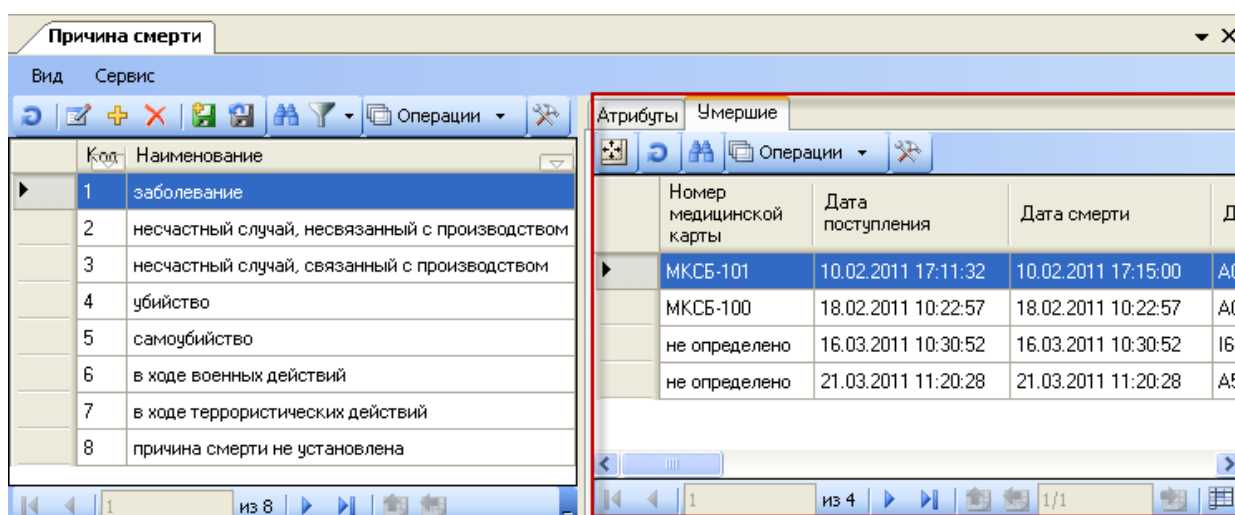 Причина смерти
Вид Сервис
Операции
Код Наименование
1 заболевание
2 несчастный случай, несвязанный с производством
3 несчастный случай, связанный с производством
4 убийство
5 самоубийство
6 в ходе военных действий
7 в ходе террористических действий
8 причина смерти не установлена
1 из 8
Атрибуты Умершие
Операции
Номер медицинской карты Дата поступления Дата смерти Д
МКСБ-101 10.02.2011 17:11:32 10.02.2011 17:15:00
МКСБ-100 18.02.2011 10:22:57 18.02.2011 10:22:57
не определено 16.03.2011 10:30:52 16.03.2011 10:30:52 I6
не определено 21.03.2011 11:20:28 21.03.2011 11:20:28 A5
1 из 4 1/1